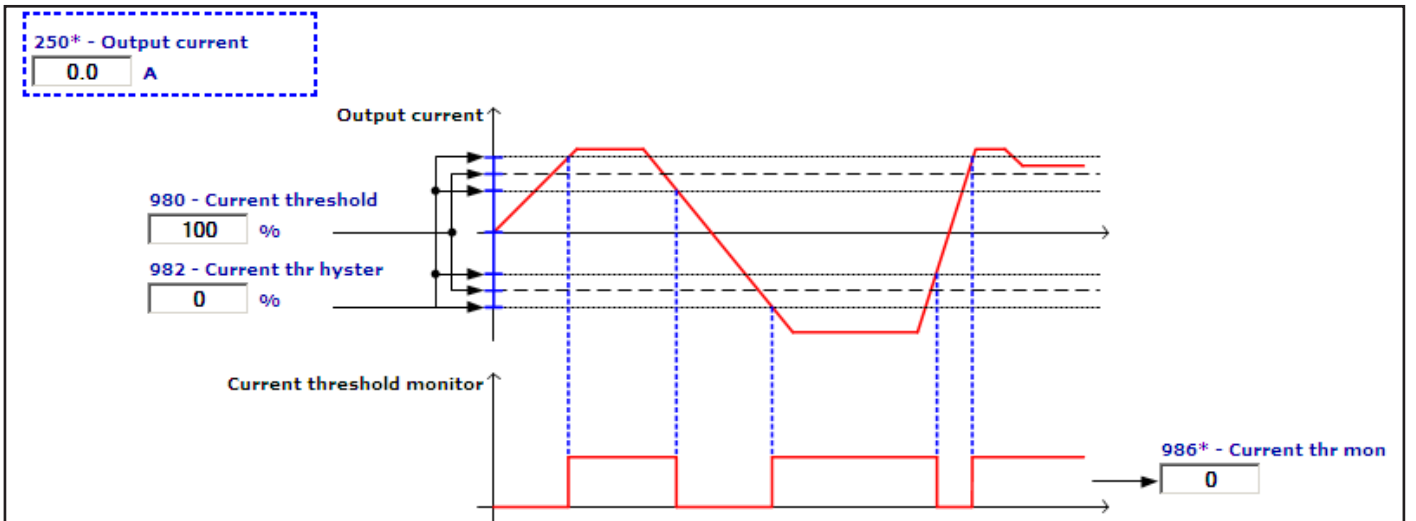 250* - Output current
0.0 A
Output current
980 - Current threshold
100 %
982 - Current thr hyster
0 %
Current threshold monitor
986* - Current thr mon
0